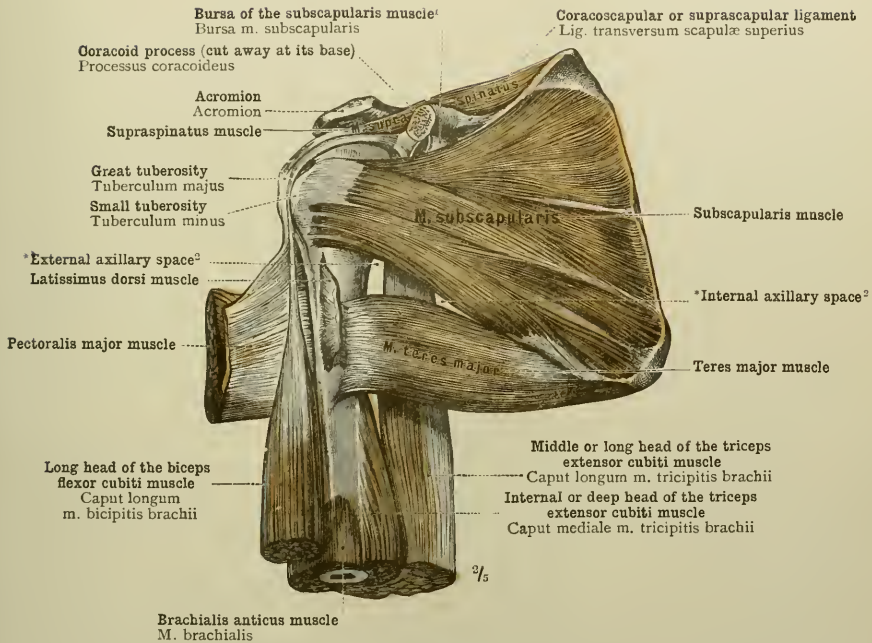 Bursa of the subscapularis muscle¹
Bursa m. subscapularis
Coracoscapular or suprascapular ligament
Lig. transversum scapulæ superius
Coracoid process (cut away at its base)
Processus coracoideus
Acromion
Acromion
Supraspinatus muscle
M. supra spinatus
Great tuberosity
Tuberculum majus
Small tuberosity
Tuberculum minus
M. subscapularis
Subscapularis muscle
*External axillary space²
Latissimus dorsi muscle
*Internal axillary space²
Pectoralis major muscle
M. teres major
Teres major muscle
Long head of the biceps
flexor cubiti muscle
Caput longum
m. bicipitis brachii
Middle or long head of the triceps
extensor cubiti muscle
Caput longum m. tricipitis brachii
Internal or deep head of the triceps
extensor cubiti muscle
Caput mediale m. tricipitis brachii
2/5
Brachialis anticus muscle
M. brachialis